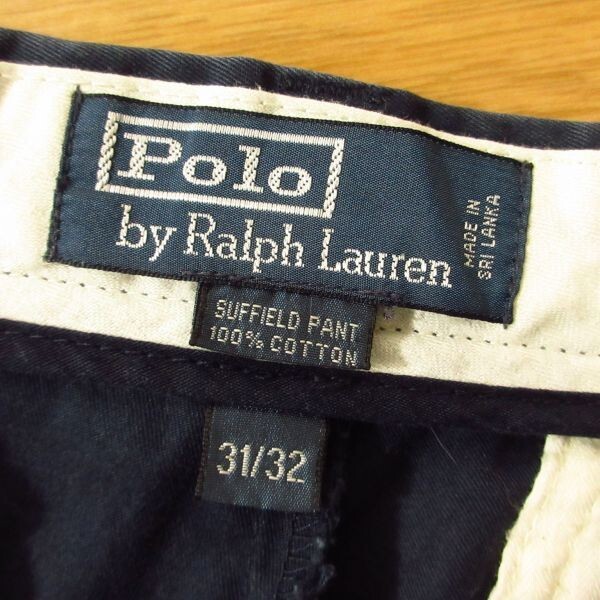 Polo
by Ralph Lauren
MADE IN
SRI LANKA
SUFFIELD PANT
100% COTTON
31/32